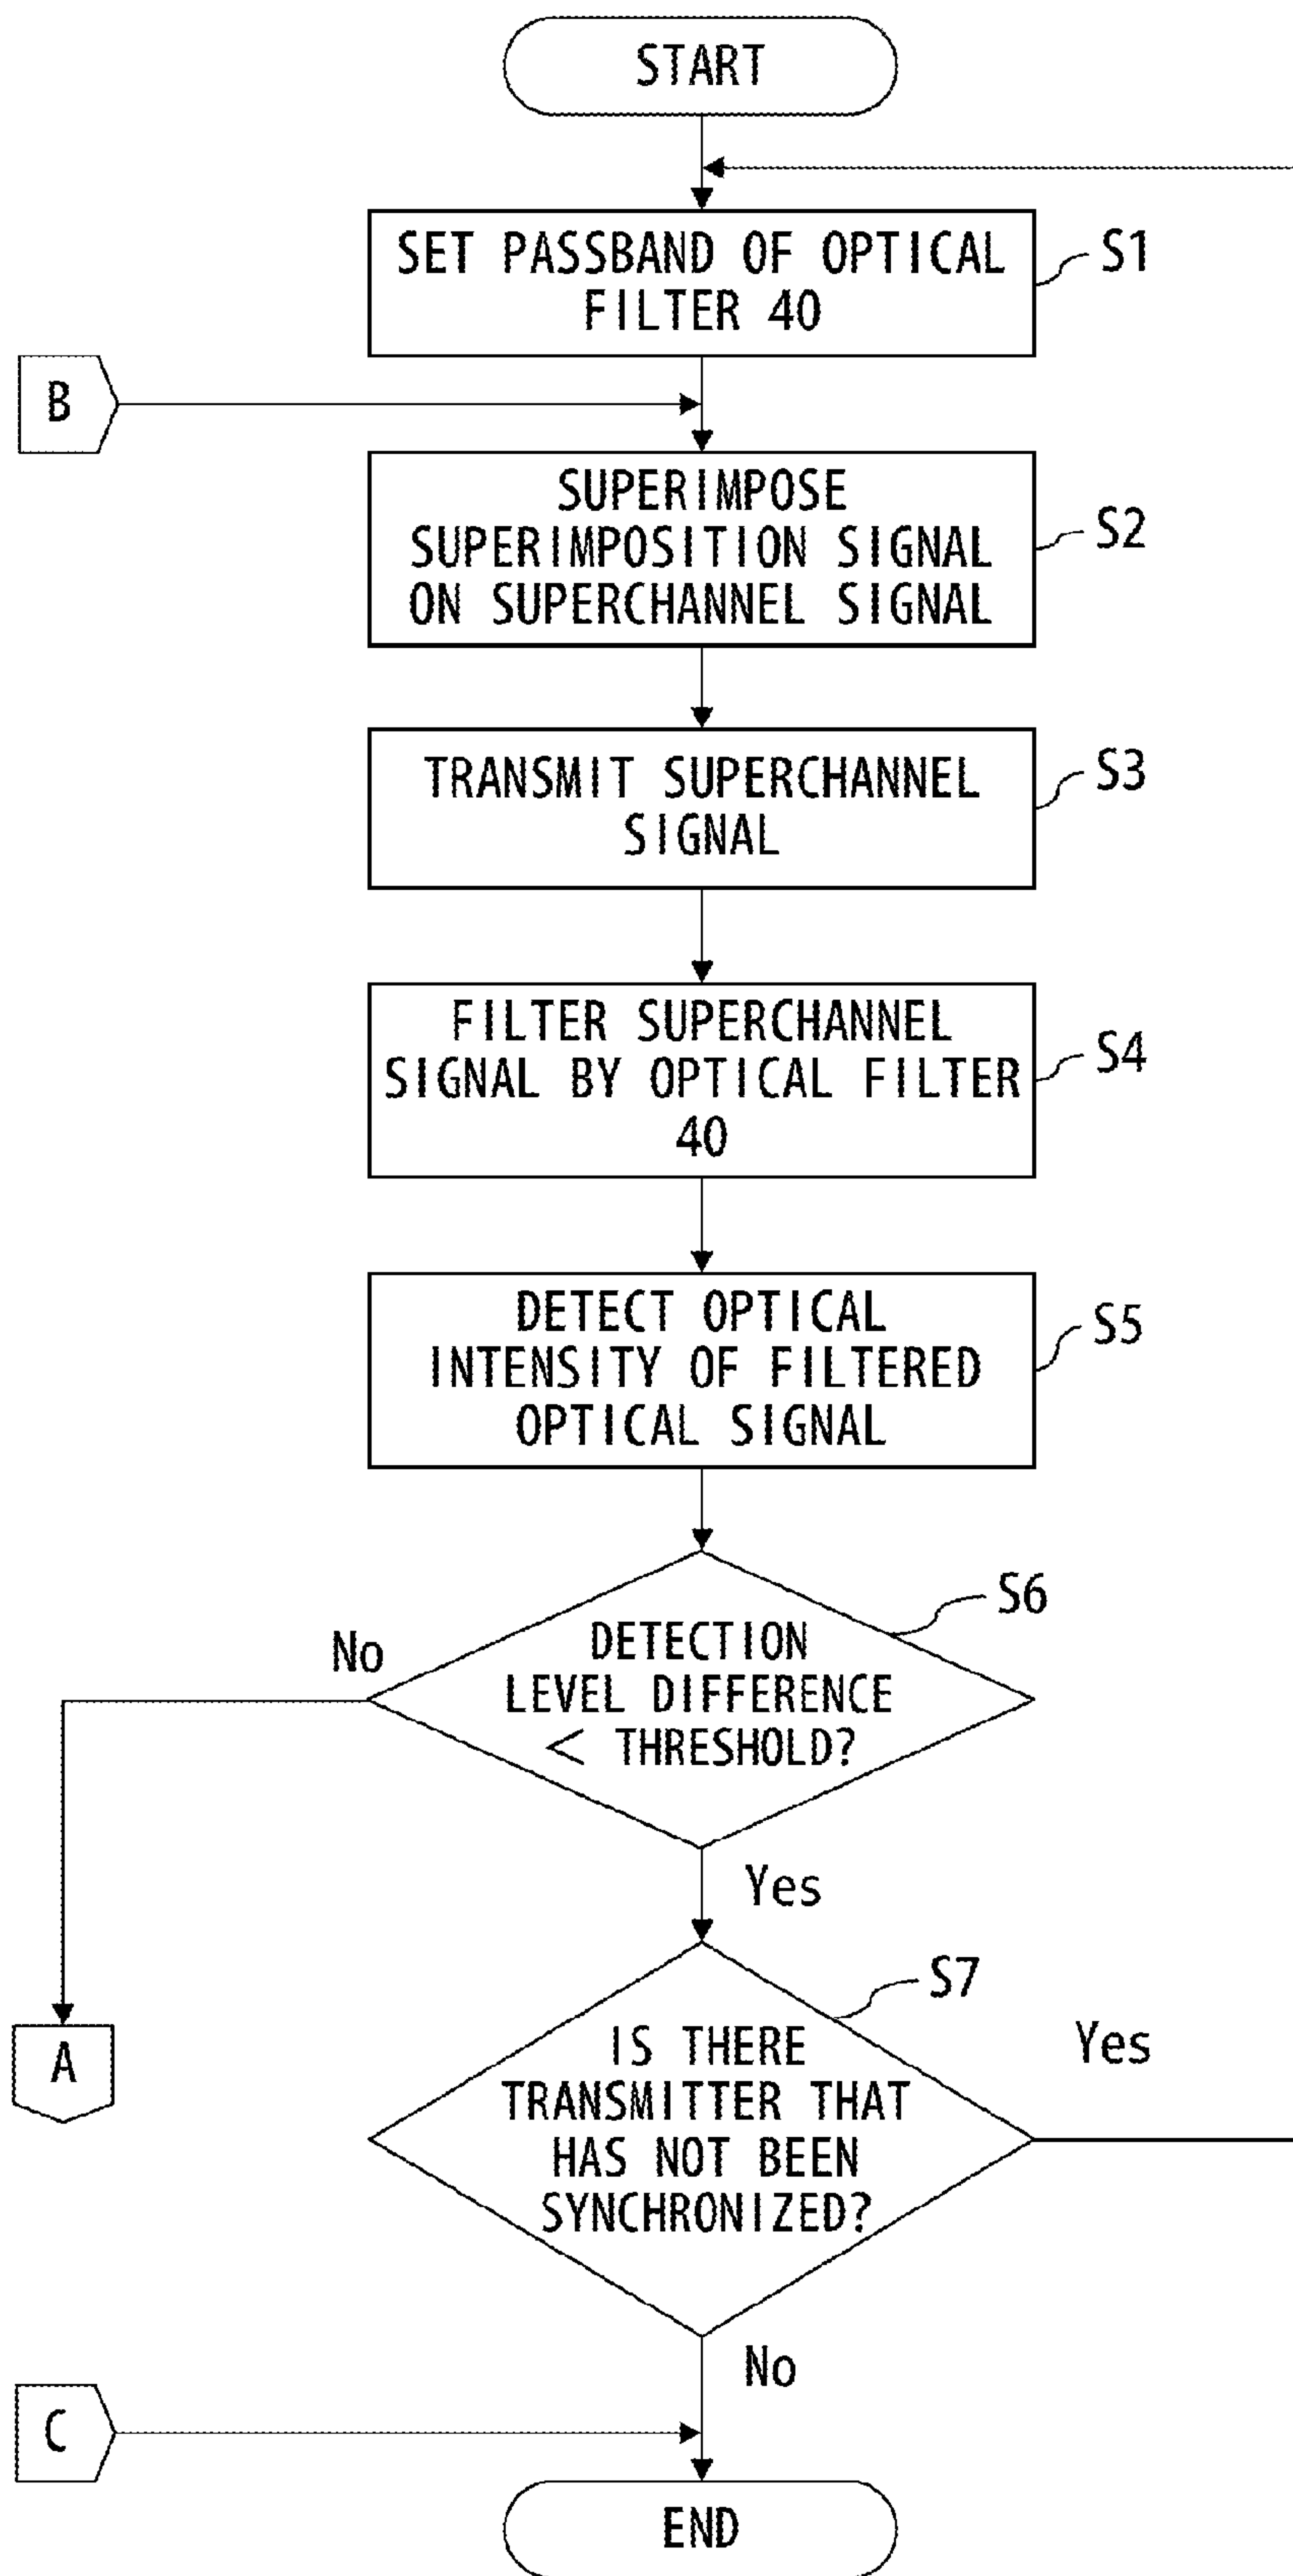 START
SET PASSBAND OF OPTICAL
FILTER 40
S1
B
SUPERIMPOSE
SUPERIMPOSITION SIGNAL
ON SUPERCHANNEL SIGNAL
S2
TRANSMIT SUPERCHANNEL
SIGNAL
S3
FILTER SUPERCHANNEL
SIGNAL BY OPTICAL FILTER
40
S4
DETECT OPTICAL
INTENSITY OF FILTERED
OPTICAL SIGNAL
S5
S6
No
DETECTION
LEVEL DIFFERENCE
< THRESHOLD?
Yes
S7
A
IS THERE
TRANSMITTER THAT
HAS NOT BEEN
SYNCHRONIZED?
Yes
No
C
END